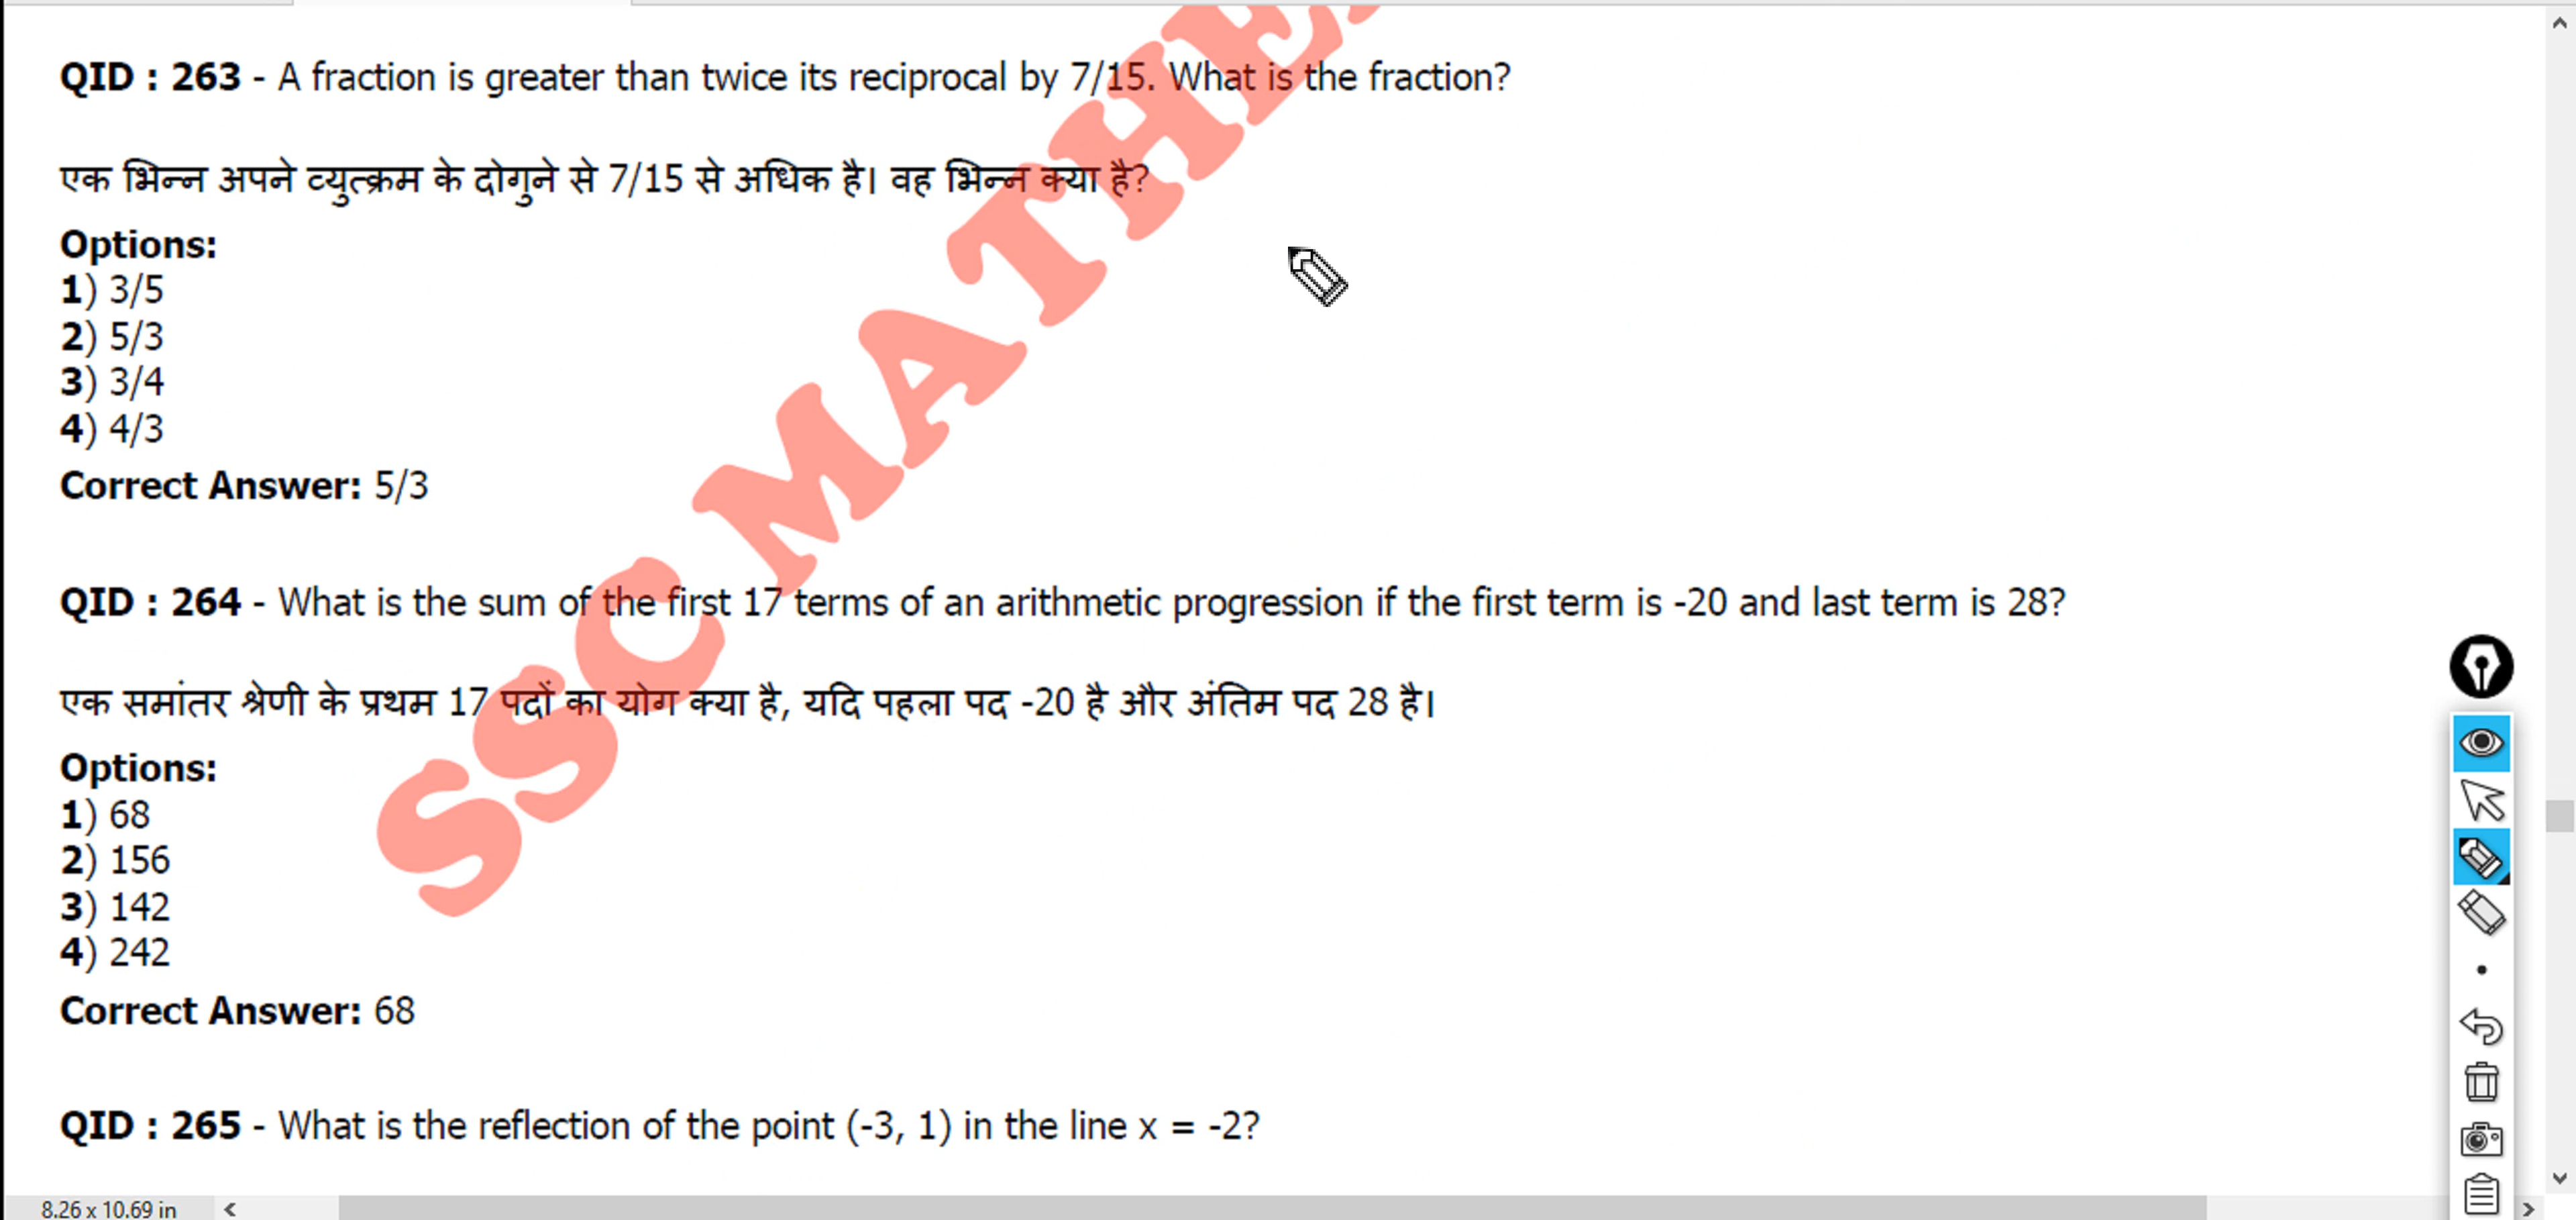 QID : 263 - A fraction is greater than twice its reciprocal by 7/15. What is the fraction?
एक भिन्न अपने व्युत्क्रम के दोगुने से 7/15 से अधिक है। वह भिन्न क्या है?
Options:
1) 3/5
2) 5/3
3) 3/4
4) 4/3
Correct Answer: 5/3
QID : 264 - What is the sum of the first 17 terms of an arithmetic progression if the first term is -20 and last term is 28?
एक समांतर श्रेणी के प्रथम 17 पदों का योग क्या है, यदि पहला पद -20 है और अंतिम पद 28 है।
Options:
1) 68
2) 156
3) 142
4) 242
Correct Answer: 68
QID : 265 - What is the reflection of the point (-3, 1) in the line x = -2?
8.26 x 10.69 in
SSC MATHE